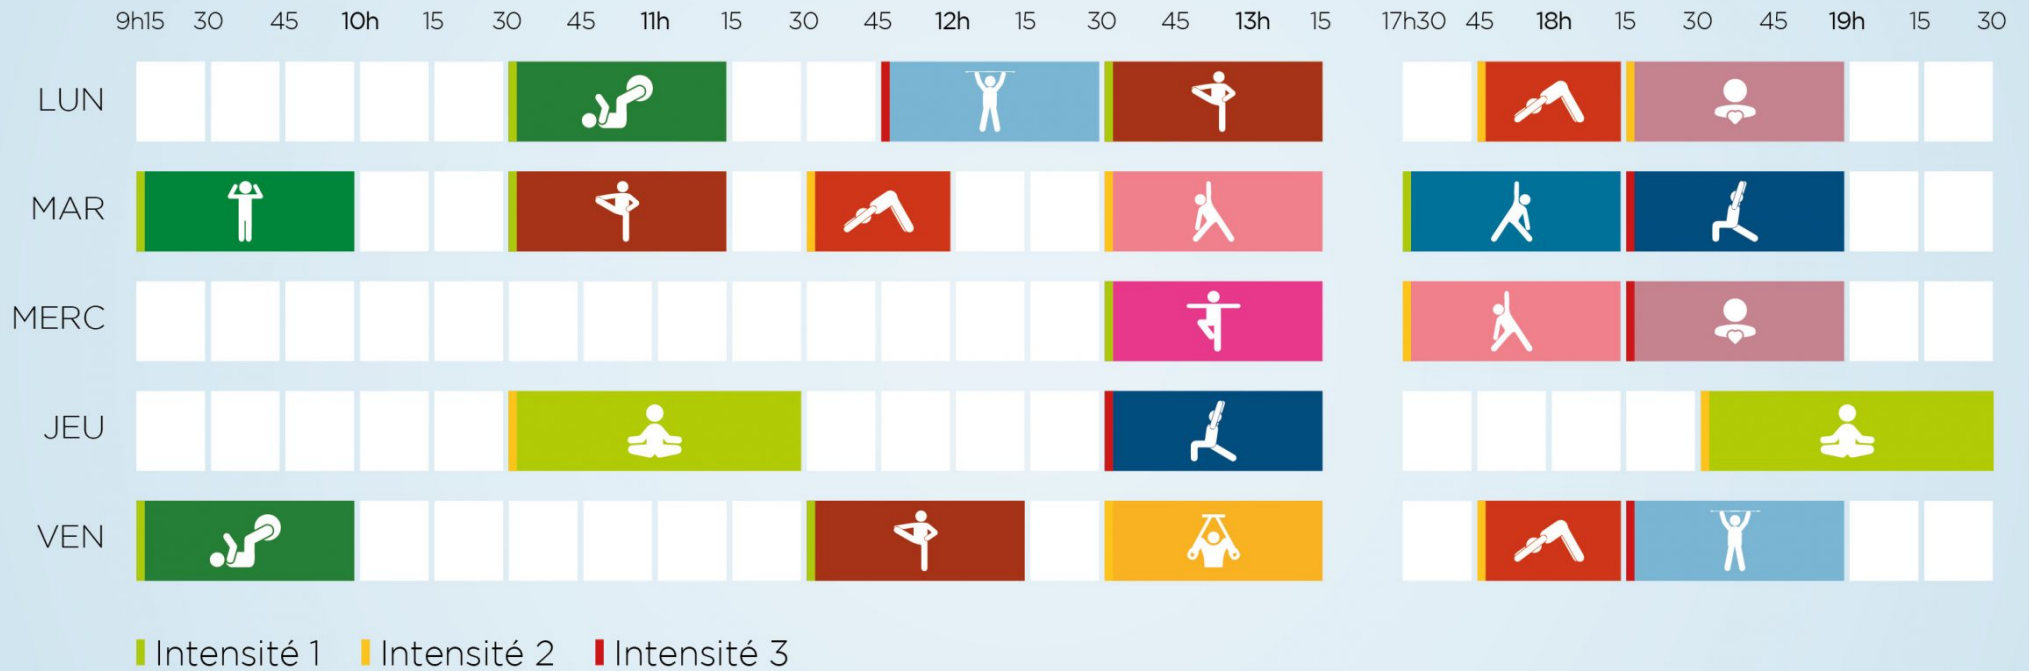 9h15 30 45 10h 15 30 45 11h 15 30 45 12h 15 30 45 13h 15 17h30 45 18h 15 30 45 19h 15 30
LUN
MAR
MERC
JEU
VEN
Intensité 1 Intensité 2 Intensité 3